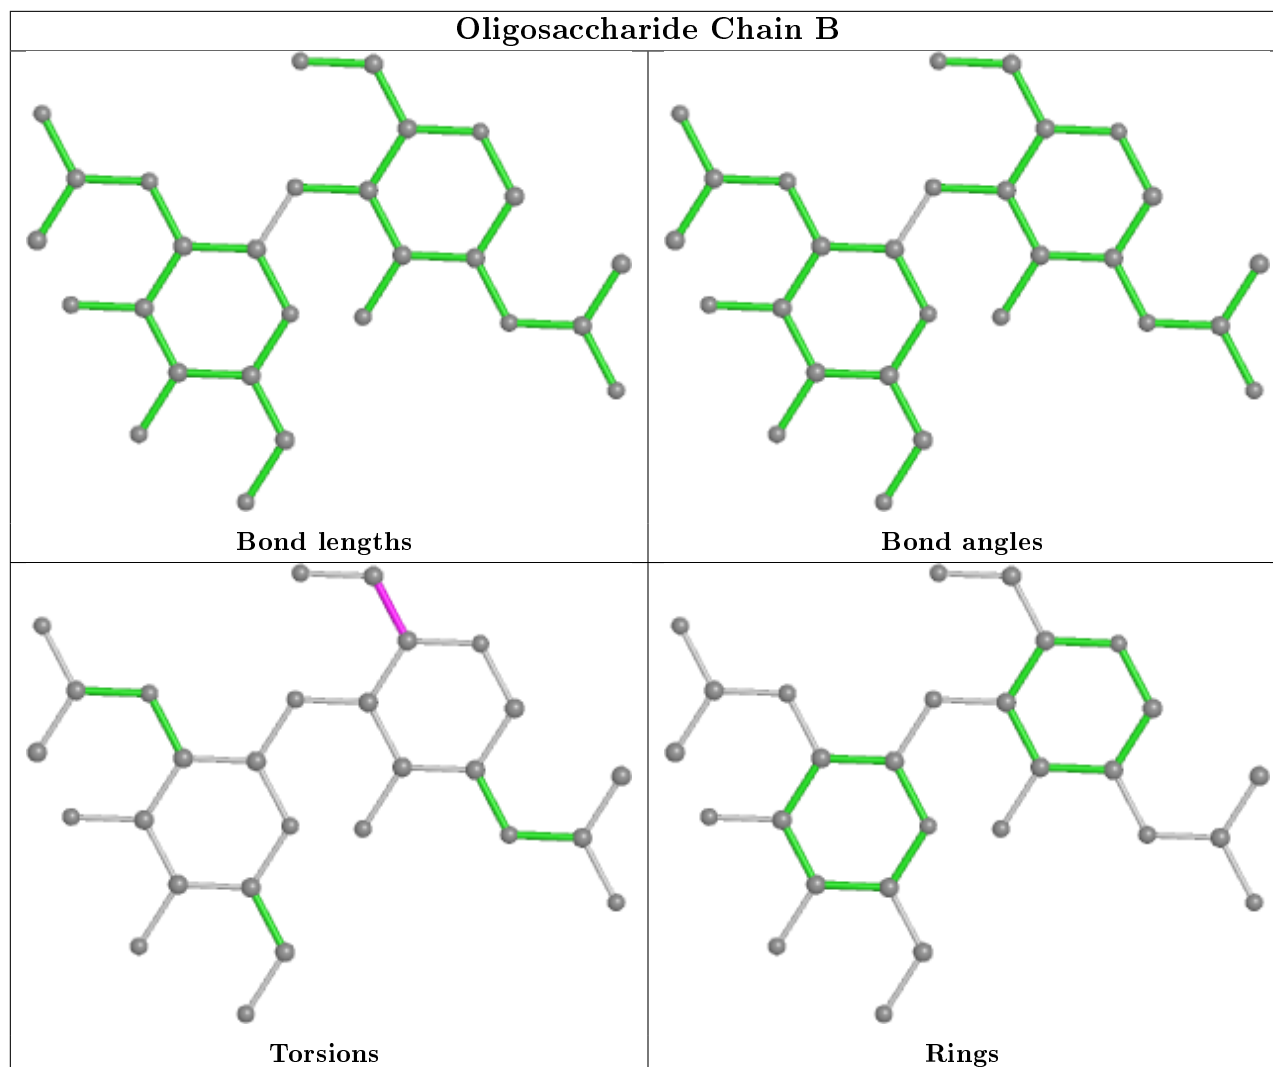 Oligosaccharide Chain B
Bond lengths
Bond angles
Torsions
Rings